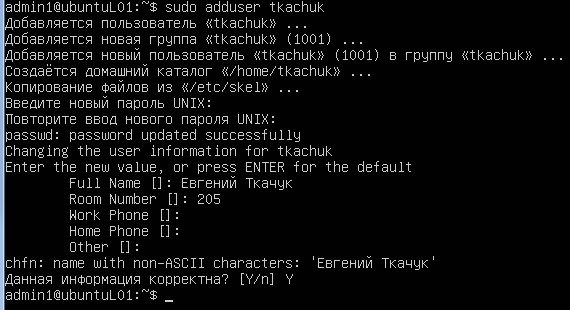 admin1@ubuntuL01:~$ sudo adduser tkachuk
Добавляется пользователь «tkachuk» ...
Добавляется новая группа «tkachuk» (1001) ...
Добавляется новый пользователь «tkachuk» (1001) в группу «tkachuk» ...
Создаётся домашний каталог «/home/tkachuk» ...
Копирование файлов из «/etc/skel» ...
Введите новый пароль UNIX:
Повторите ввод нового пароля UNIX:
passwd: password updated successfully
Changing the user information for tkachuk
Enter the new value, or press ENTER for the default
Full Name []: Евгений Ткачук
Room Number []: 205
Work Phone []:
Home Phone []:
Other []:
chfn: name with non-ASCII characters: 'Евгений Ткачук'
Данная информация корректна? [Y/n] Y
admin1@ubuntuL01:~$ _